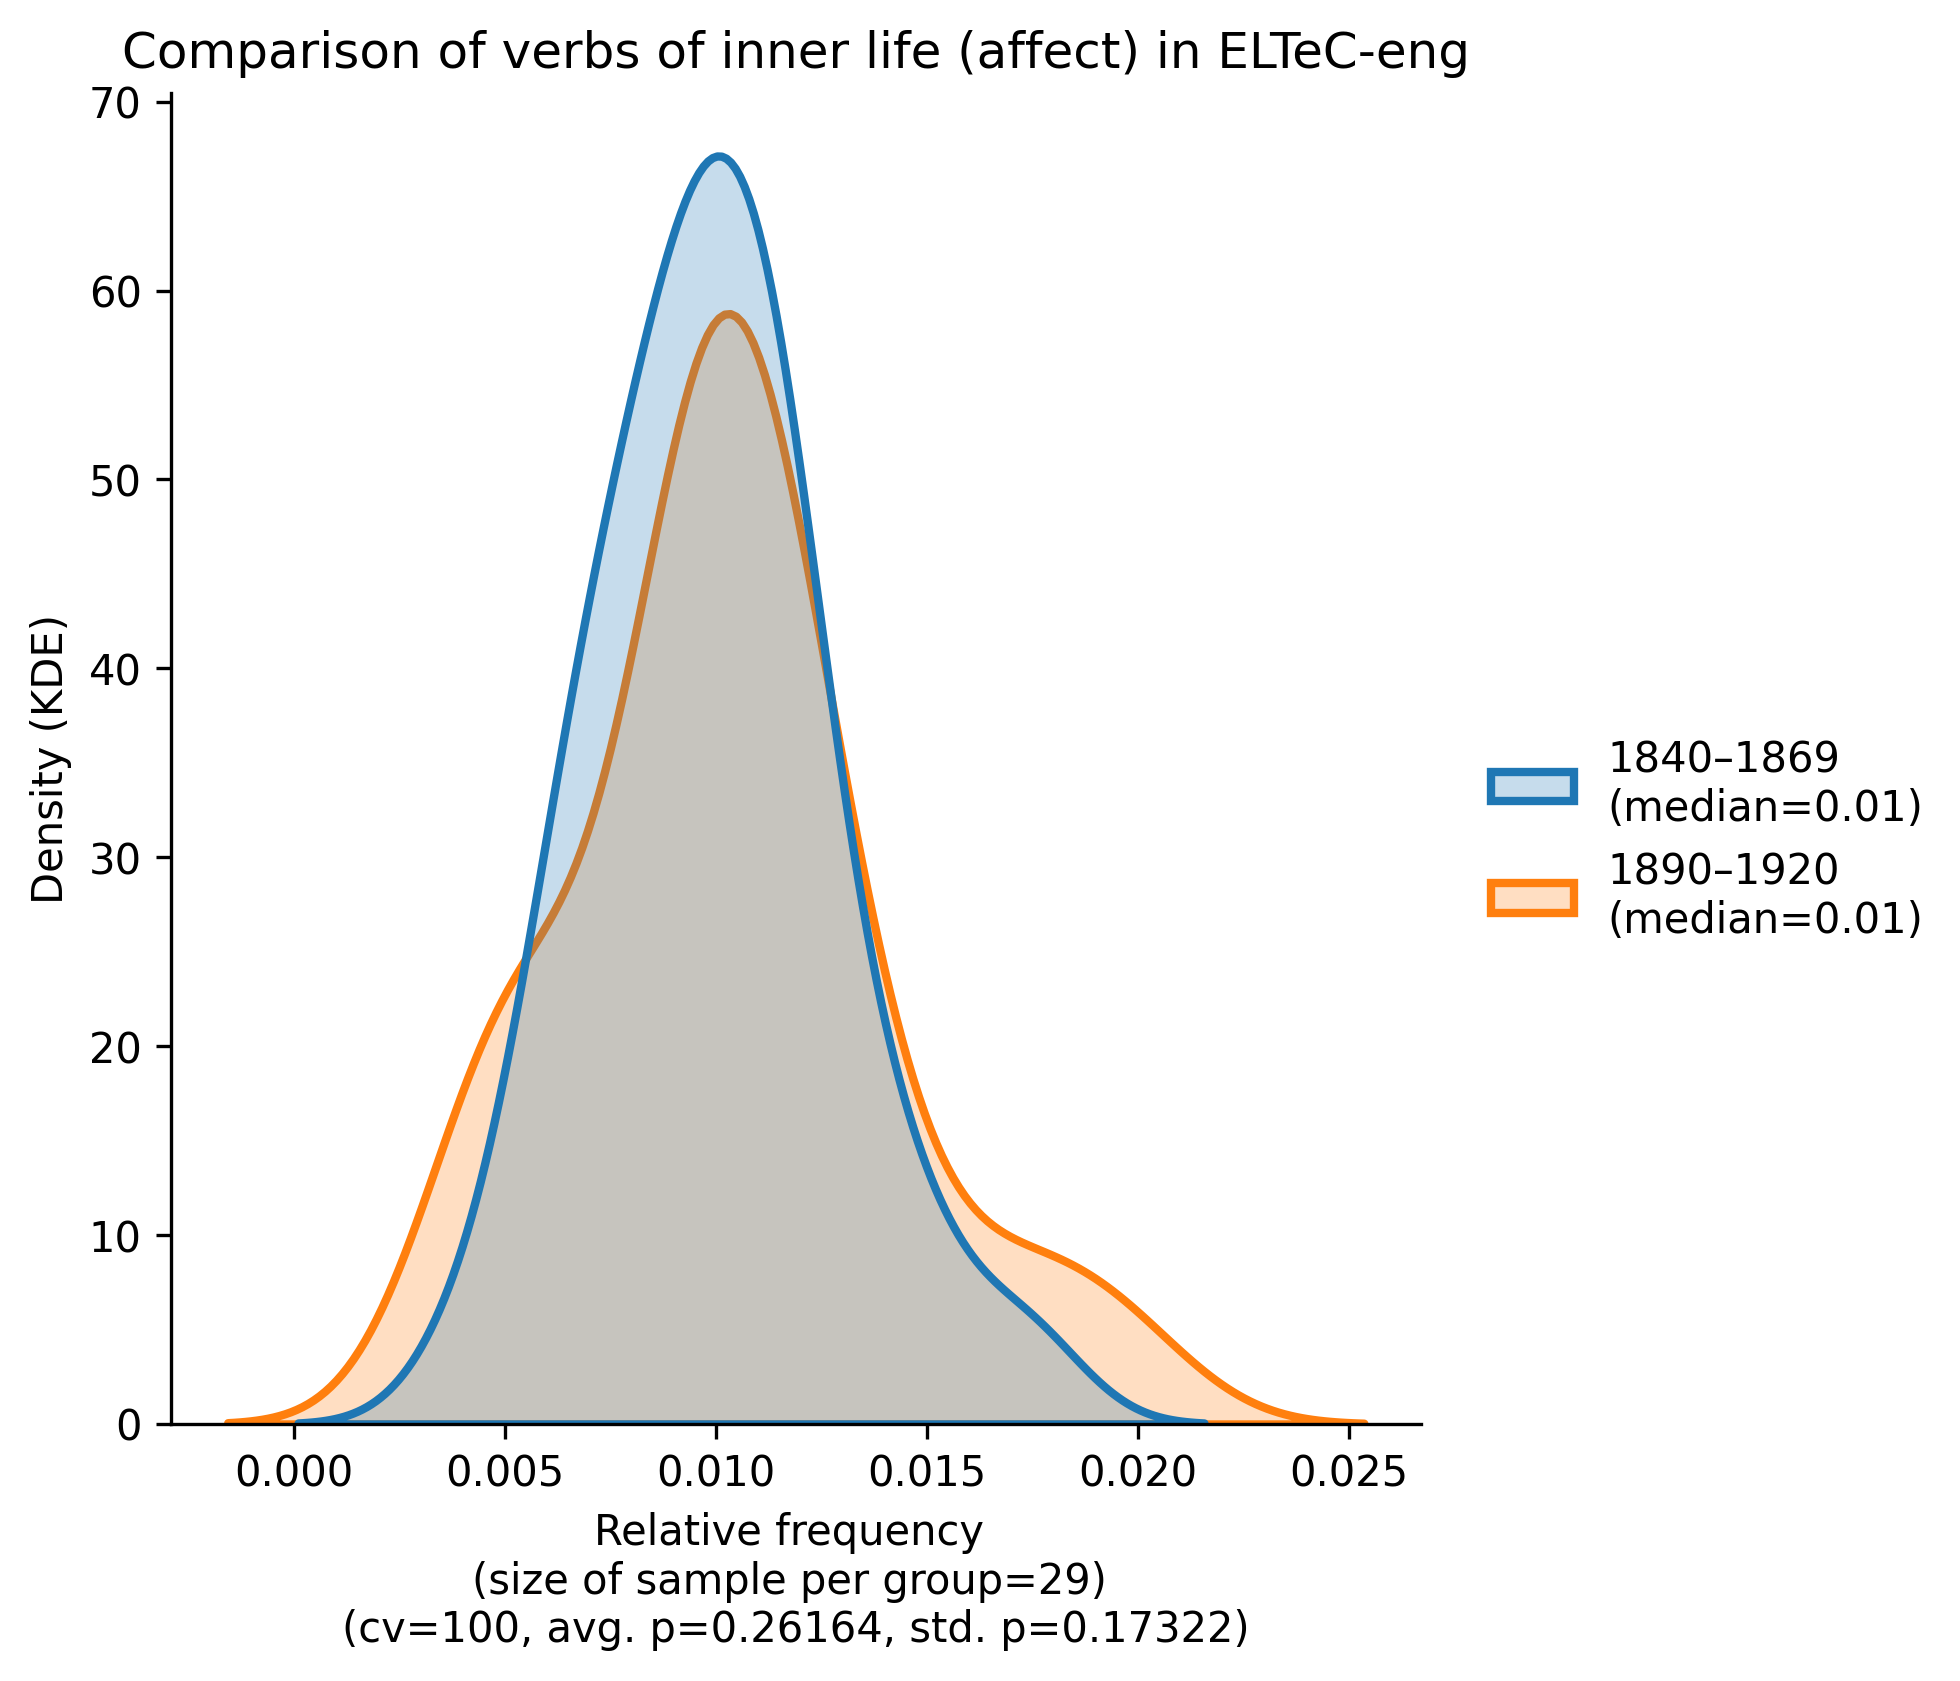 Comparison of verbs of inner life (affect) in ELTeC-eng
70
60
50
40
30
20
10
0
Density (KDE)
0.000 0.005 0.010 0.015 0.020 0.025
Relative frequency
(size of sample per group=29)
(cv=100, avg. p=0.26164, std. p=0.17322)
1840–1869
(median=0.01)
1890–1920
(median=0.01)